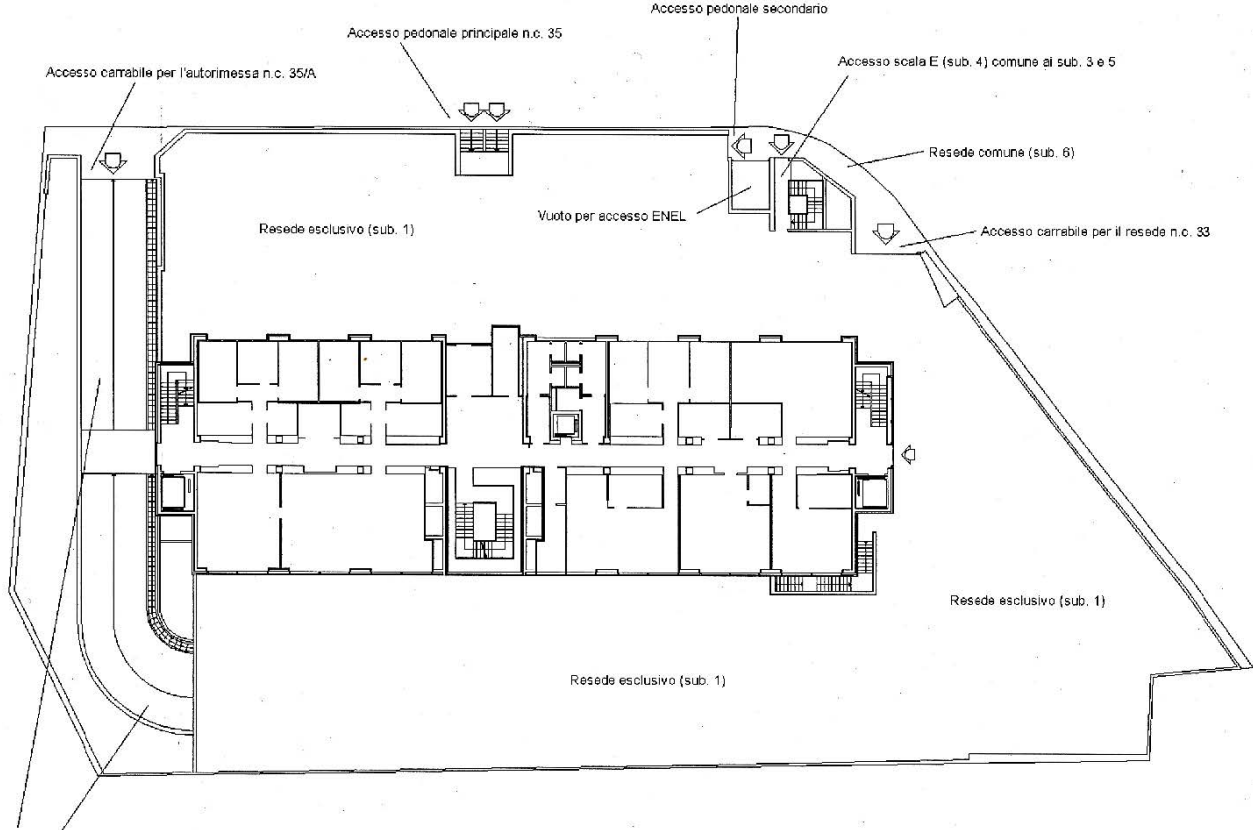 Accesso pedonale secondario
Accesso pedonale principale n.c. 35
Accesso carrabile per l'autorimessa n.c. 35/A
Accesso scala E (sub. 4) comune ai sub. 3 e 5
Resede comune (sub. 6)
Vuoto per accesso ENEL
Resede esclusivo (sub. 1)
Accesso carrabile per il resede n.c. 33
Resede esclusivo (sub. 1)
Resede esclusivo (sub. 1)